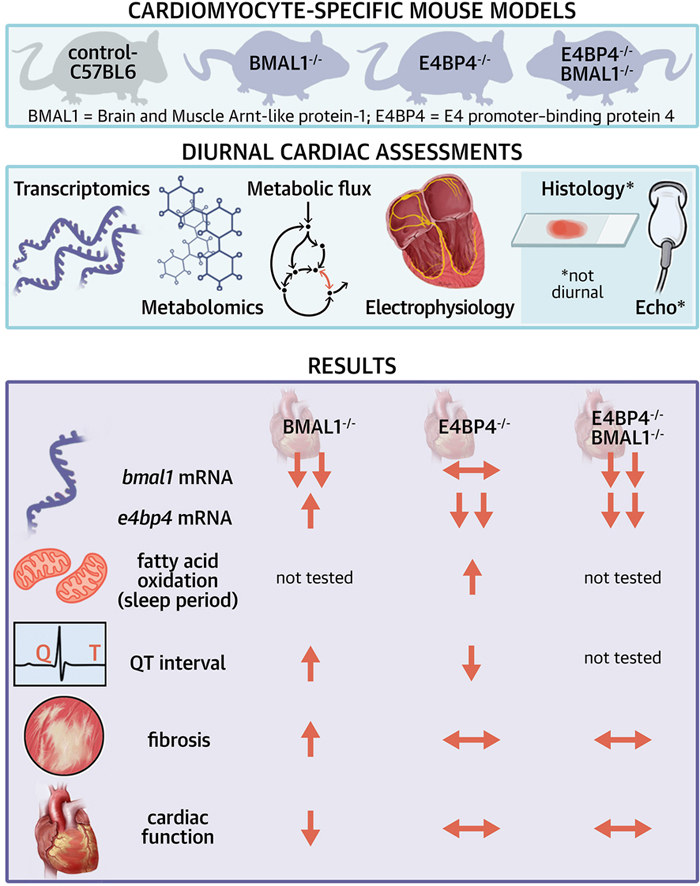 CARDIOMYOCYTE-SPECIFIC MOUSE MODELS
control-
C57BL6
BMAL1-/-
E4BP4-/-
E4BP4-/-
BMAL1-/-
BMAL1 = Brain and Muscle Arnt-like protein-1; E4BP4 = E4 promoter-binding protein 4
DIURNAL CARDIAC ASSESSMENTS
Transcriptomics
Metabolomics
Metabolic flux
Electrophysiology
Histology*
*not
diurnal
Echo*
RESULTS
BMAL1-/-
E4BP4-/-
E4BP4-/-
BMAL1-/-
bmal1 mRNA
e4bp4 mRNA
fatty acid
oxidation
(sleep period)
not tested
not tested
Q T
QT interval
not tested
fibrosis
cardiac
function